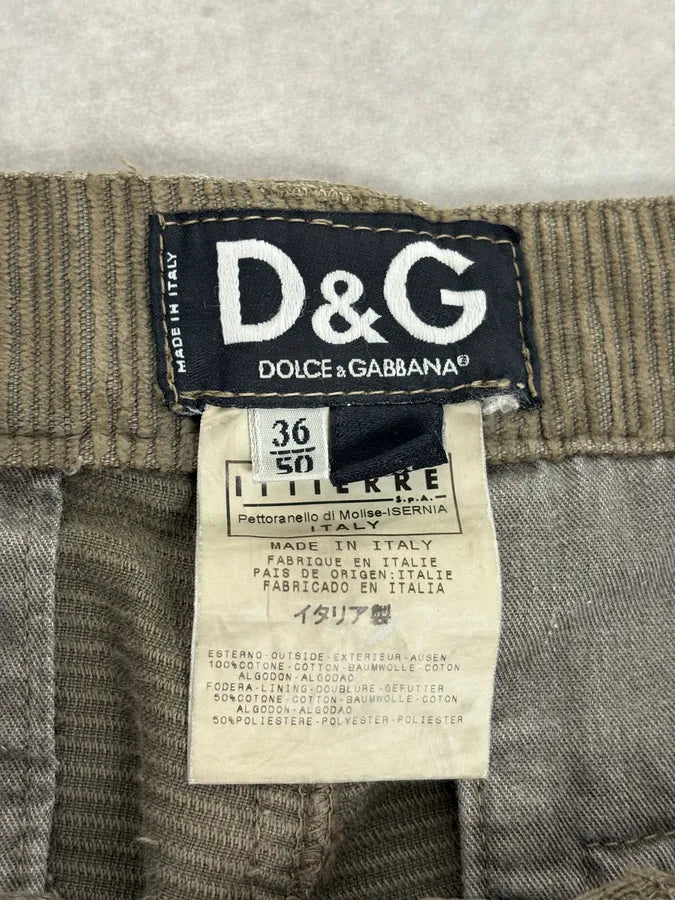 MADE IN ITALY
D&G
DOLCE & GABBANA®
36
50
ITTIERRE
S.p.A.
Pettoranello di Molise-ISERNIA
ITALY
MADE IN ITALY
FABRIQUE EN ITALIE
PAIS DE ORIGEN:ITALIE
FABRICADO EN ITALIA
イタリア製
ESTERNO-OUTSIDE-EXTERIEUR-AUSEN
100%COTONE-COTTON-BAUMWOLLE-COTON
ALGODON-ALGODAO
FODERA-LINING-DOUBLURE-GEFUTTER
50%COTONE-COTTON-BAUMWOLLE-COTON
ALGODON-ALGODAO
50%POLIESTERE-POLYESTER-POLIESTER